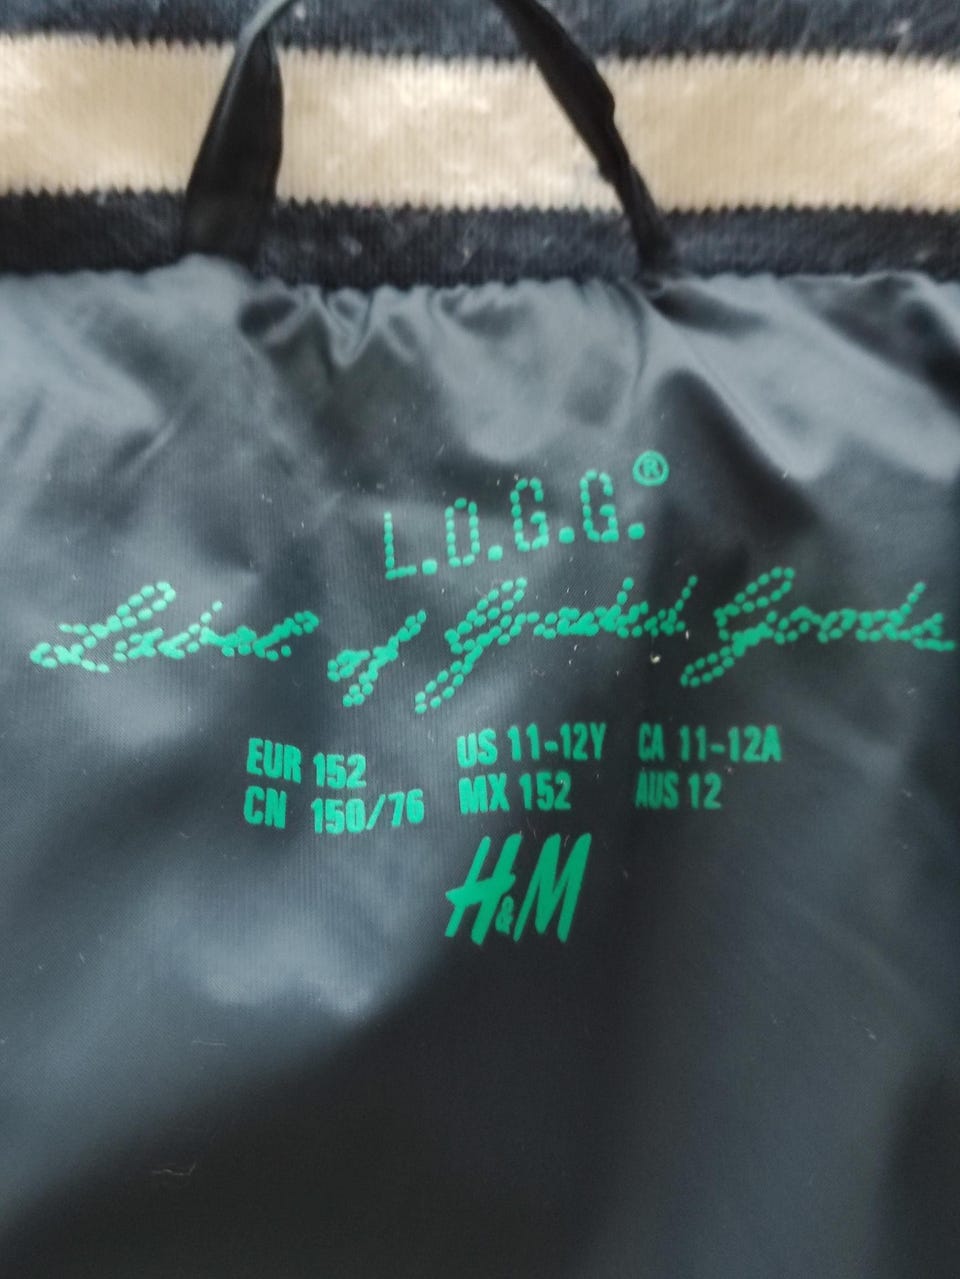 L.O.G.G.®
Label of Graded Goods
EUR 152 US 11-12Y CA 11-12A
CN 150/76 MX 152 AUS 12
H&M